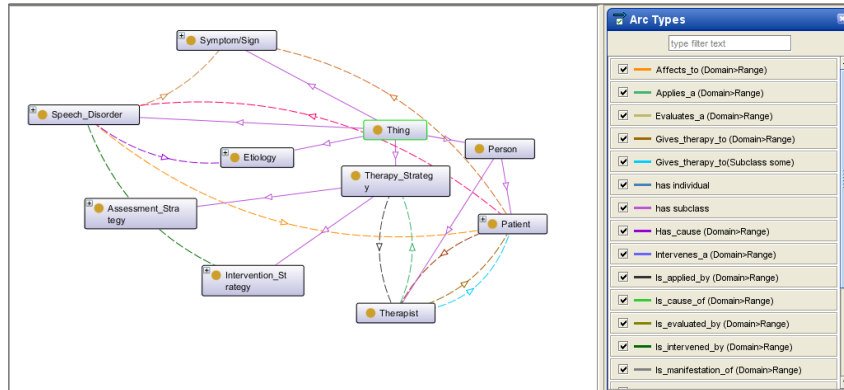 Symptom/Sign
Speech_Disorder
Thing
Person
Etiology
Therapy_Strateg
y
Assessment_Stra
tegy
Patient
Intervention_St
rategy
Therapist
Arc Types
type filter text
Affects_to (Domain>Range)
Applies_a (Domain>Range)
Evaluates_a (Domain>Range)
Gives_therapy_to (Domain>Range)
Gives_therapy_to(Subclass some)
has individual
has subclass
Has_cause (Domain>Range)
Intervenes_a (Domain>Range)
Is_applied_by (Domain>Range)
Is_cause_of (Domain>Range)
Is_evaluated_by (Domain>Range)
Is_intervened_by (Domain>Range)
Is_manifestation_of (Domain>Range)